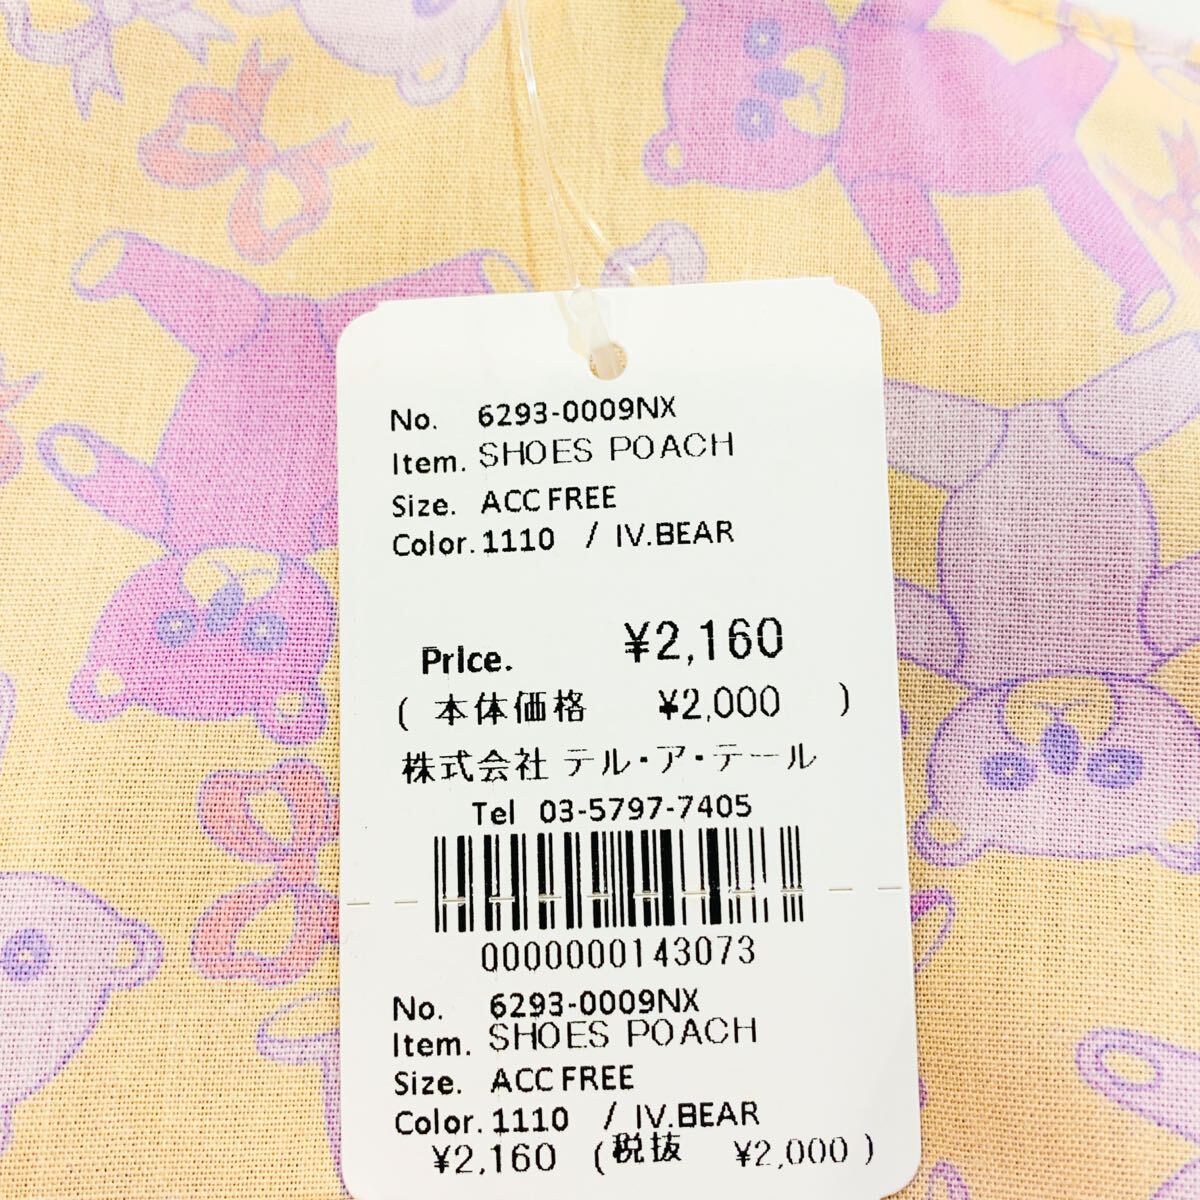 No. 6293-0009NX
Item. SHOES POACH
Size. ACC FREE
Color. 1110 / IV.BEAR
Price. ¥2,160
( 本体価格 ¥2,000 )
株式会社 テル・ア・テール
Tel 03-5797-7405
0000000143073
No. 6293-0009NX
Item. SHOES POACH
Size. ACC FREE
Color. 1110 / IV.BEAR
¥2,160 (税抜 ¥2,000 )